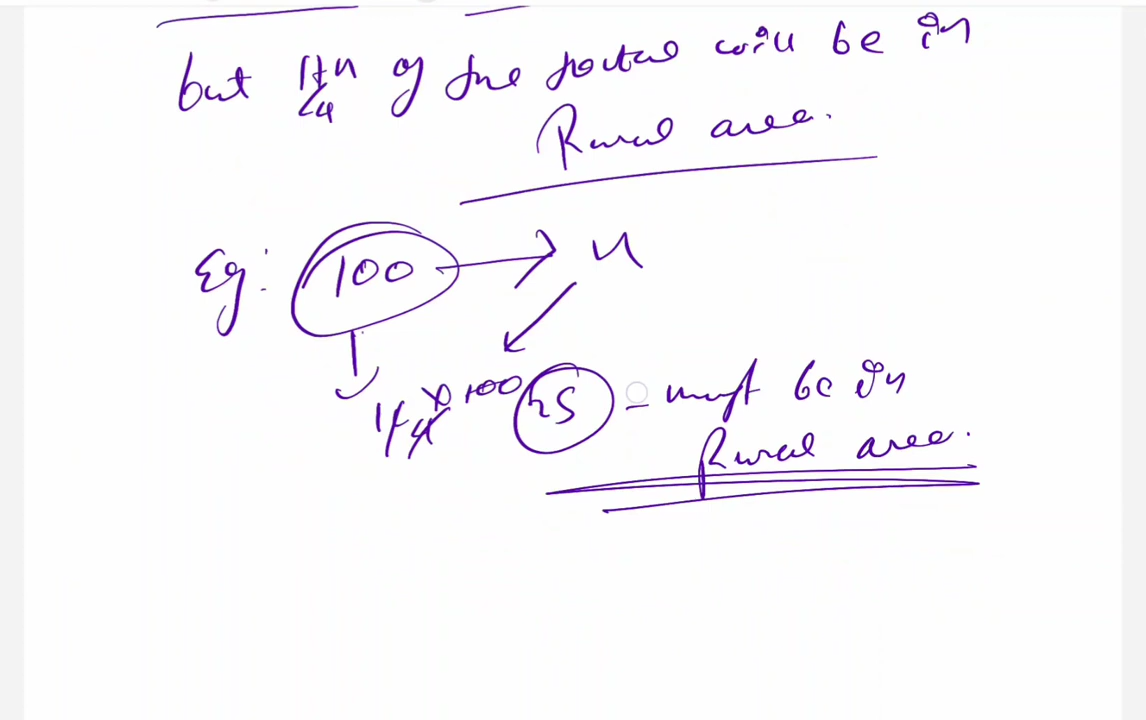 but 1/4th of the total will be in
Rural area.
Eg: 100 → u
1/4 x 100 25 - must be in
Rural area.